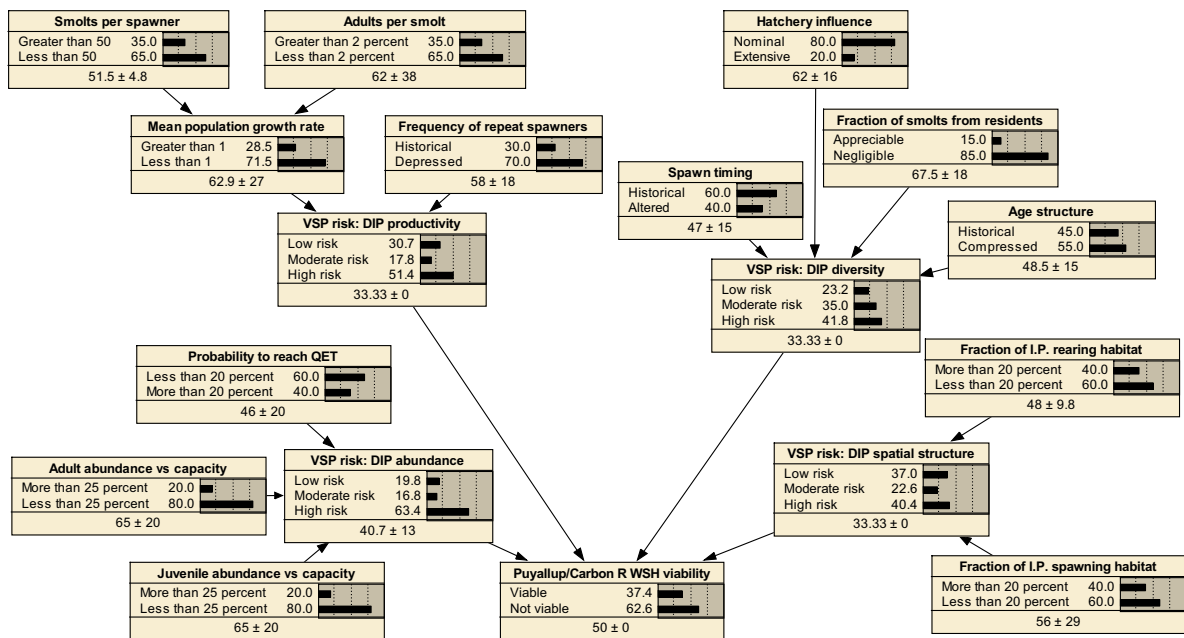 Smolts per spawner
Greater than 50 35.0
Less than 50 65.0
51.5 ± 4.8
Adults per smolt
Greater than 2 percent 35.0
Less than 2 percent 65.0
62 ± 38
Hatchery influence
Nominal 80.0
Extensive 20.0
62 ± 16
Mean population growth rate
Greater than 1 28.5
Less than 1 71.5
62.9 ± 27
Frequency of repeat spawners
Historical 30.0
Depressed 70.0
58 ± 18
Fraction of smolts from residents
Appreciable 15.0
Negligible 85.0
67.5 ± 18
Spawn timing
Historical 60.0
Altered 40.0
47 ± 15
Age structure
Historical 45.0
Compressed 55.0
48.5 ± 15
VSP risk: DIP productivity
Low risk 30.7
Moderate risk 17.8
High risk 51.4
33.33 ± 0
VSP risk: DIP diversity
Low risk 23.2
Moderate risk 35.0
High risk 41.8
33.33 ± 0
Probability to reach QET
Less than 20 percent 60.0
More than 20 percent 40.0
46 ± 20
Fraction of I.P. rearing habitat
More than 20 percent 40.0
Less than 20 percent 60.0
48 ± 9.8
Adult abundance vs capacity
More than 25 percent 20.0
Less than 25 percent 80.0
65 ± 20
VSP risk: DIP abundance
Low risk 19.8
Moderate risk 16.8
High risk 63.4
40.7 ± 13
VSP risk: DIP spatial structure
Low risk 37.0
Moderate risk 22.6
High risk 40.4
33.33 ± 0
Juvenile abundance vs capacity
More than 25 percent 20.0
Less than 25 percent 80.0
65 ± 20
Puyallup/Carbon R WSH viability
Viable 37.4
Not viable 62.6
50 ± 0
Fraction of I.P. spawning habitat
More than 20 percent 40.0
Less than 20 percent 60.0
56 ± 29